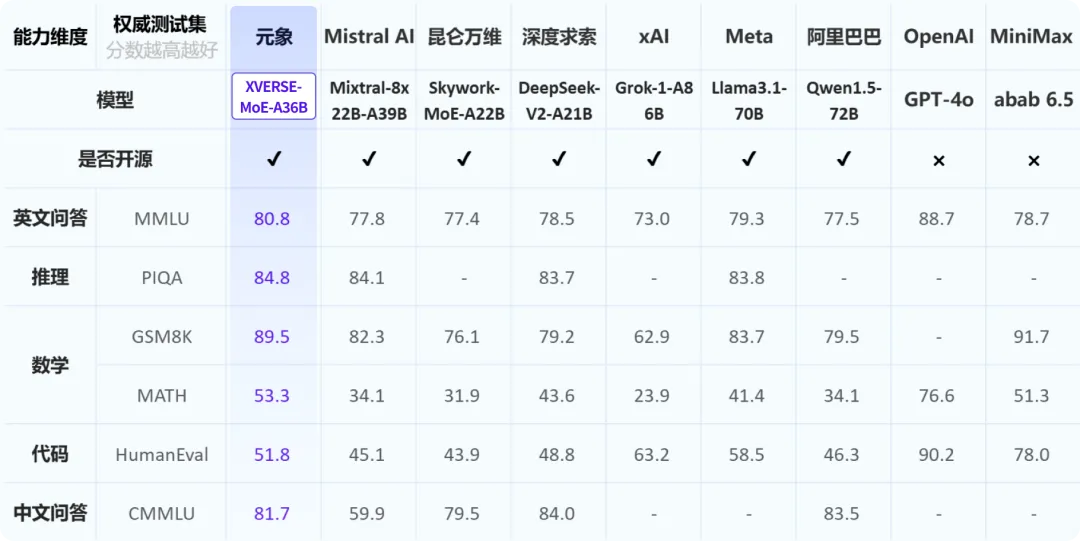 能力维度 权威测试集 元象 Mistral AI 昆仑万维 深度求索 xAI Meta 阿里巴巴 OpenAI MiniMax
分数越高越好
模型 XVERSE- Mixtral-8x Skywork- DeepSeek- Grok-1-A8 Llama3.1- Qwen1.5- GPT-4o abab 6.5
MoE-A36B 22B-A39B MoE-A22B V2-A21B 6B 70B 72B
是否开源 ✓ ✓ ✓ ✓ ✓ ✓ ✓ × ×
英文问答 MMLU 80.8 77.8 77.4 78.5 73.0 79.3 77.5 88.7 78.7
推理 PIQA 84.8 84.1 - 83.7 - 83.8 - - -
数学 GSM8K 89.5 82.3 76.1 79.2 62.9 83.7 79.5 - 91.7
MATH 53.3 34.1 31.9 43.6 23.9 41.4 34.1 76.6 51.3
代码 HumanEval 51.8 45.1 43.9 48.8 63.2 58.5 46.3 90.2 78.0
中文问答 CMMLU 81.7 59.9 79.5 84.0 - - 83.5 - -